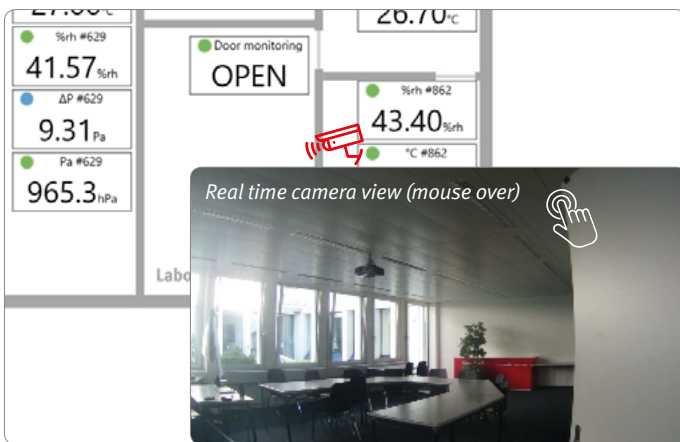 %rh #629
41.57%rh
ΔP #629
9.31Pa
Pa #629
965.3hPa
Door monitoring
OPEN
26.70°C
%rh #862
43.40%rh
°C #862
Labo
Real time camera view (mouse over)